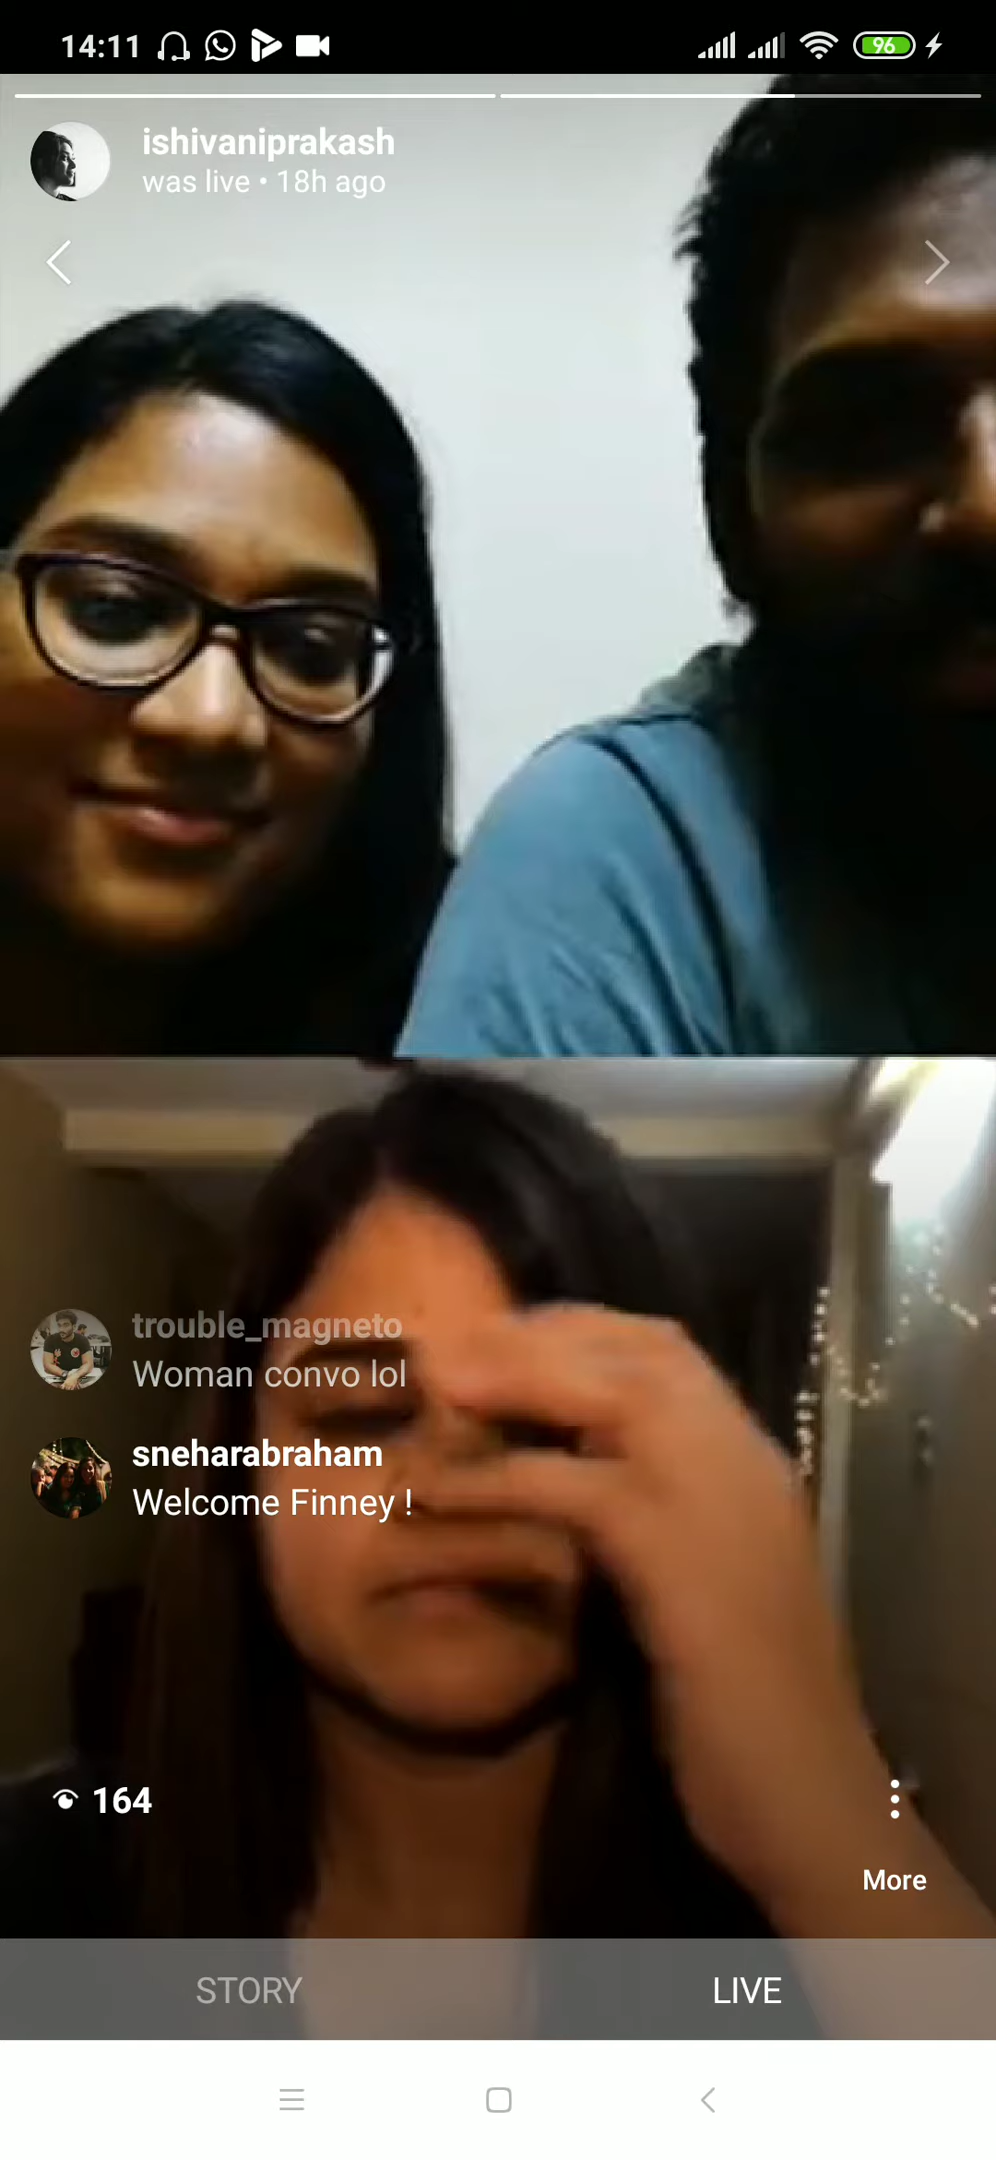 14:11
96
ishivaniprakash
was live • 18h ago
trouble_magneto
Woman convo lol
sneharabraham
Welcome Finney !
164
More
STORY
LIVE